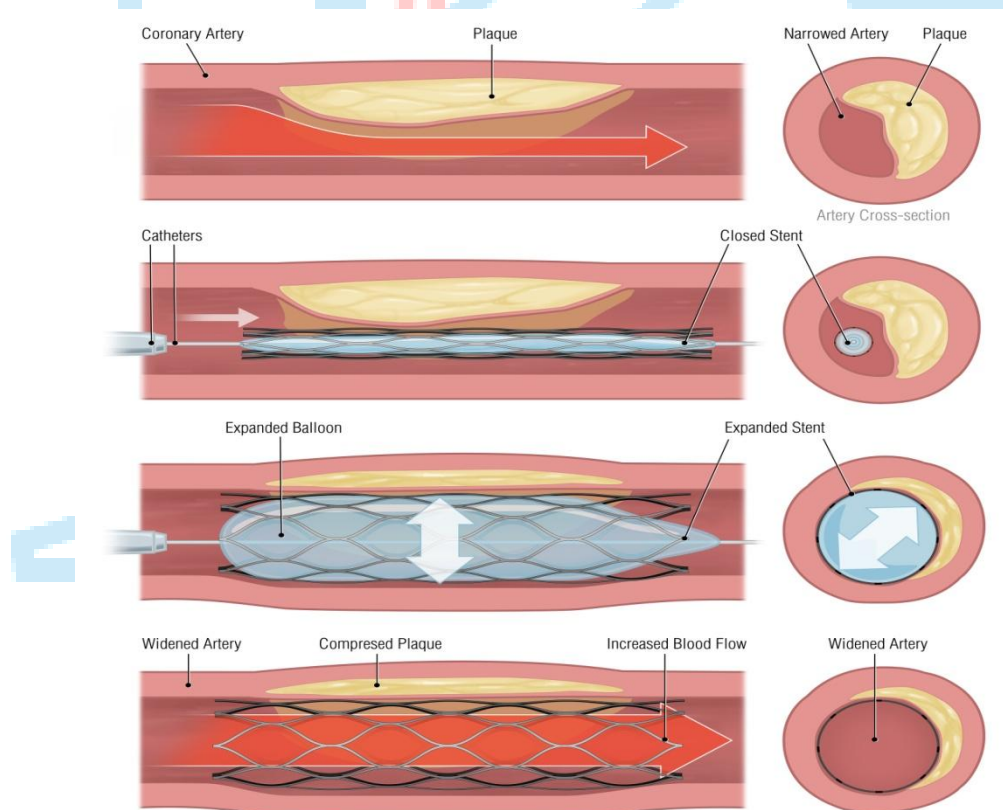 Coronary Artery
Plaque
Narrowed Artery
Plaque
Artery Cross-section
Catheters
Closed Stent
Expanded Balloon
Expanded Stent
Widened Artery
Compresed Plaque
Increased Blood Flow
Widened Artery